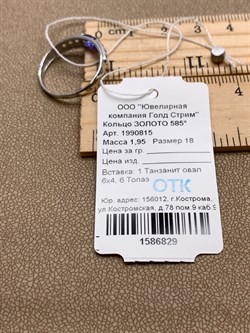 ООО "Ювелирная
компания Голд Стрим"
Кольцо ЗОЛОТО 585°
Арт. 1990815
Масса 1,95 Размер 18
Цена за гр.
Цена изд.
Вставка: 1 Танзанит овал
6х4, 6 Топаз
ОТК
Юр. адрес: 156012, г.Кострома,
ул.Костромская, д.78 пом.9 каб.9
1586829